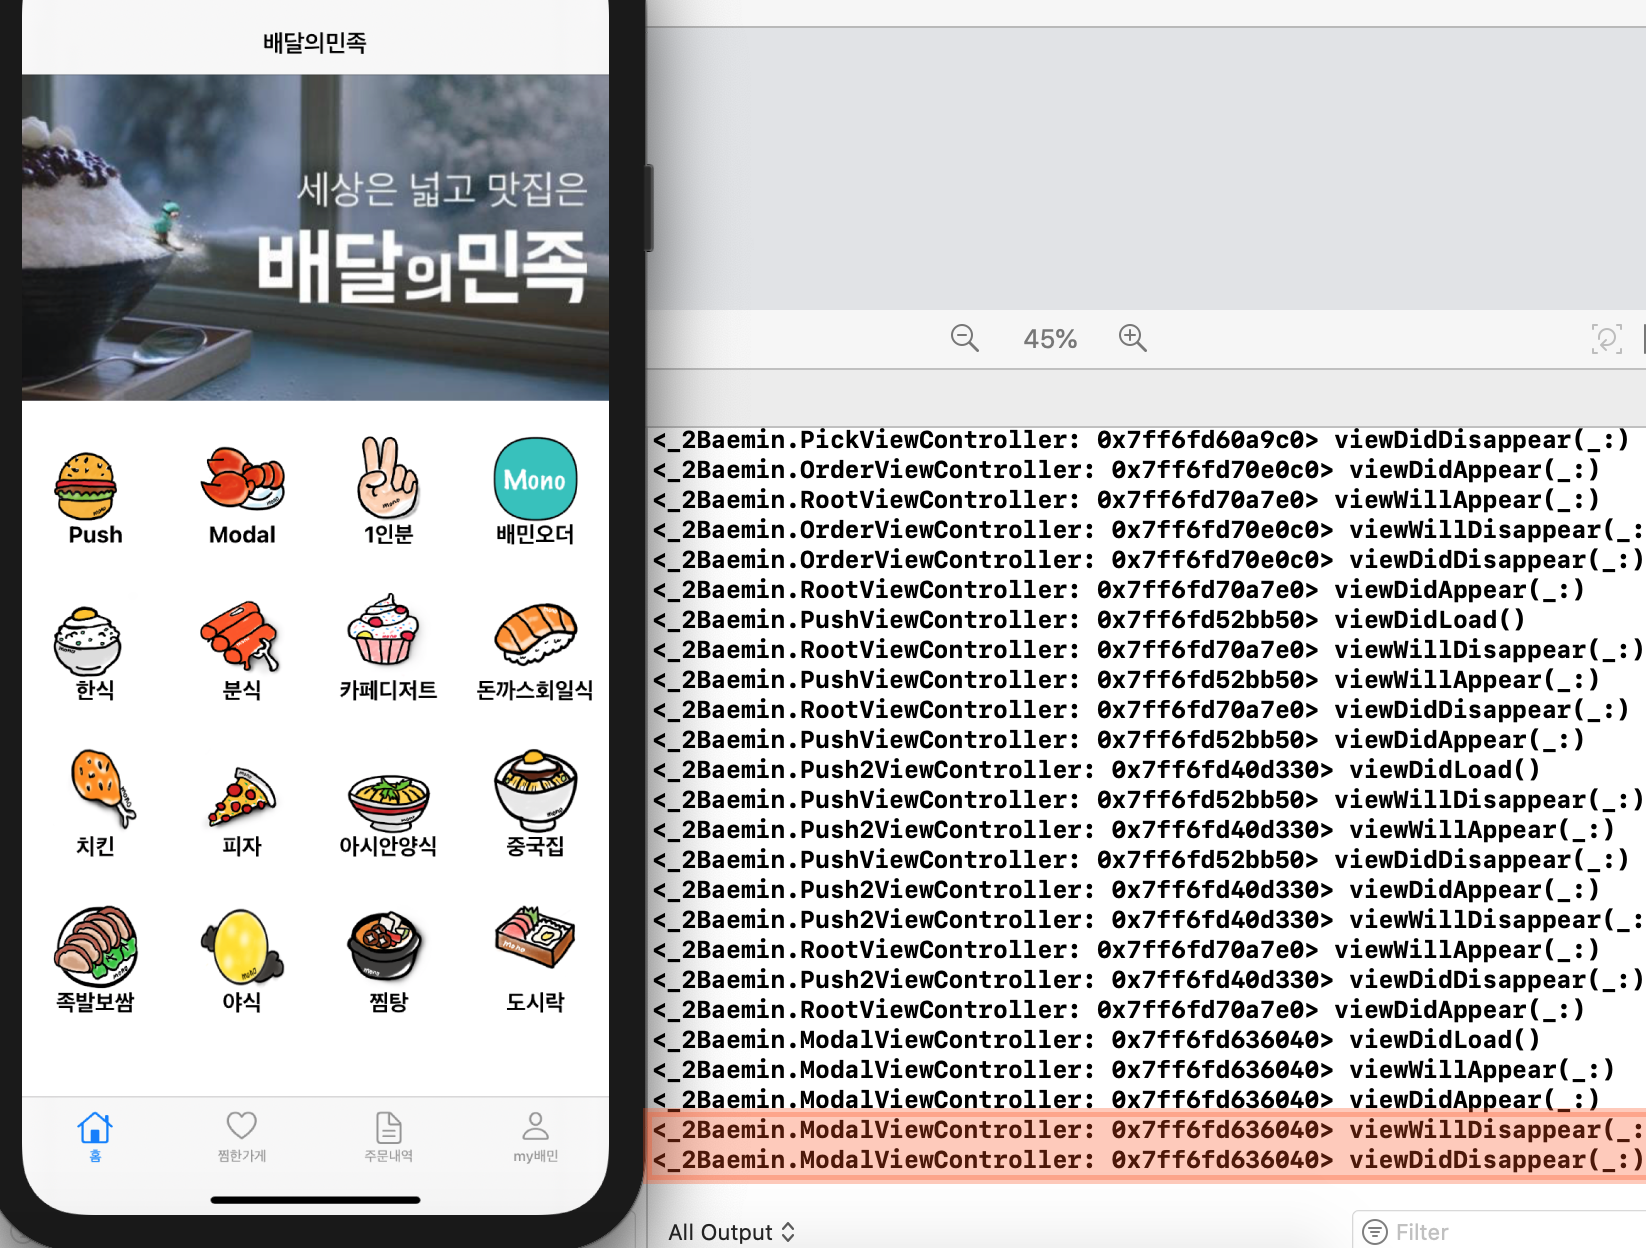 배달의민족
세상은 넓고 맛집은
배달의민족
Push
Modal
1인분
Mono
배민오더
한식
분식
카페디저트
돈까스회일식
치킨
피자
아시안양식
중국집
족발보쌈
야식
찜탕
도시락
홈
찜한가게
주문내역
my배민
45%
<_2Baemin.PickViewController: 0x7ff6fd60a9c0> viewDidDisappear(_:)
<_2Baemin.OrderViewController: 0x7ff6fd70e0c0> viewDidAppear(_:)
<_2Baemin.RootViewController: 0x7ff6fd70a7e0> viewWillAppear(_:)
<_2Baemin.OrderViewController: 0x7ff6fd70e0c0> viewWillDisappear(_:
<_2Baemin.OrderViewController: 0x7ff6fd70e0c0> viewDidDisappear(_:)
<_2Baemin.RootViewController: 0x7ff6fd70a7e0> viewDidAppear(_:)
<_2Baemin.PushViewController: 0x7ff6fd52bb50> viewDidLoad()
<_2Baemin.RootViewController: 0x7ff6fd70a7e0> viewWillDisappear(_:)
<_2Baemin.PushViewController: 0x7ff6fd52bb50> viewWillAppear(_:)
<_2Baemin.RootViewController: 0x7ff6fd70a7e0> viewDidDisappear(_:)
<_2Baemin.PushViewController: 0x7ff6fd52bb50> viewDidAppear(_:)
<_2Baemin.Push2ViewController: 0x7ff6fd40d330> viewDidLoad()
<_2Baemin.PushViewController: 0x7ff6fd52bb50> viewWillDisappear(_:)
<_2Baemin.Push2ViewController: 0x7ff6fd40d330> viewWillAppear(_:)
<_2Baemin.PushViewController: 0x7ff6fd52bb50> viewDidDisappear(_:)
<_2Baemin.Push2ViewController: 0x7ff6fd40d330> viewDidAppear(_:)
<_2Baemin.Push2ViewController: 0x7ff6fd40d330> viewWillDisappear(_:
<_2Baemin.RootViewController: 0x7ff6fd70a7e0> viewWillAppear(_:)
<_2Baemin.Push2ViewController: 0x7ff6fd40d330> viewDidDisappear(_:)
<_2Baemin.RootViewController: 0x7ff6fd70a7e0> viewDidAppear(_:)
<_2Baemin.ModalViewController: 0x7ff6fd636040> viewDidLoad()
<_2Baemin.ModalViewController: 0x7ff6fd636040> viewWillAppear(_:)
<_2Baemin.ModalViewController: 0x7ff6fd636040> viewDidAppear(_:)
<_2Baemin.ModalViewController: 0x7ff6fd636040> viewWillDisappear(_:
<_2Baemin.ModalViewController: 0x7ff6fd636040> viewDidDisappear(_:)
All Output
Filter